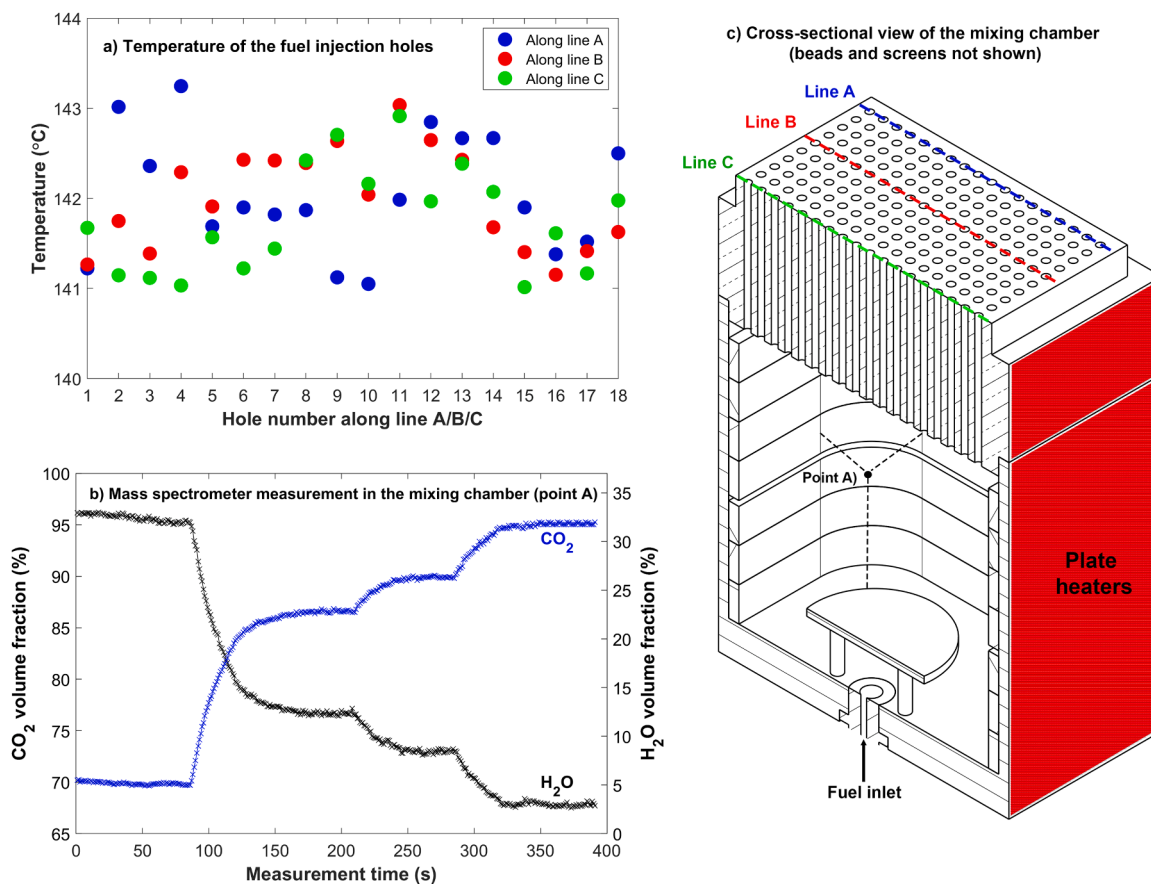 a) Temperature of the fuel injection holes
Along line A
Along line B
Along line C
144
143
142
141
140
Temperature (°C)
1 2 3 4 5 6 7 8 9 10 11 12 13 14 15 16 17 18
Hole number along line A/B/C
b) Mass spectrometer measurement in the mixing chamber (point A)
100
95
90
85
80
75
70
65
CO2 volume fraction (%)
35
30
25
20
15
10
5
0
H2O volume fraction (%)
CO2
H2O
0 50 100 150 200 250 300 350 400
Measurement time (s)
c) Cross-sectional view of the mixing chamber
(beads and screens not shown)
Line A
Line B
Line C
Point A)
Plate
heaters
Fuel inlet